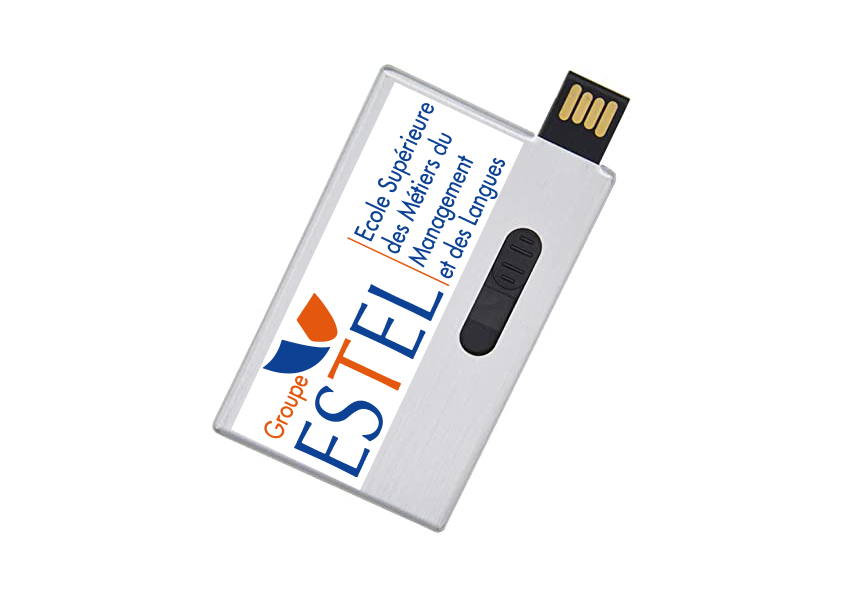 Groupe
ESTEL
Ecole Supérieure
des Métiers du
Management
et des Langues